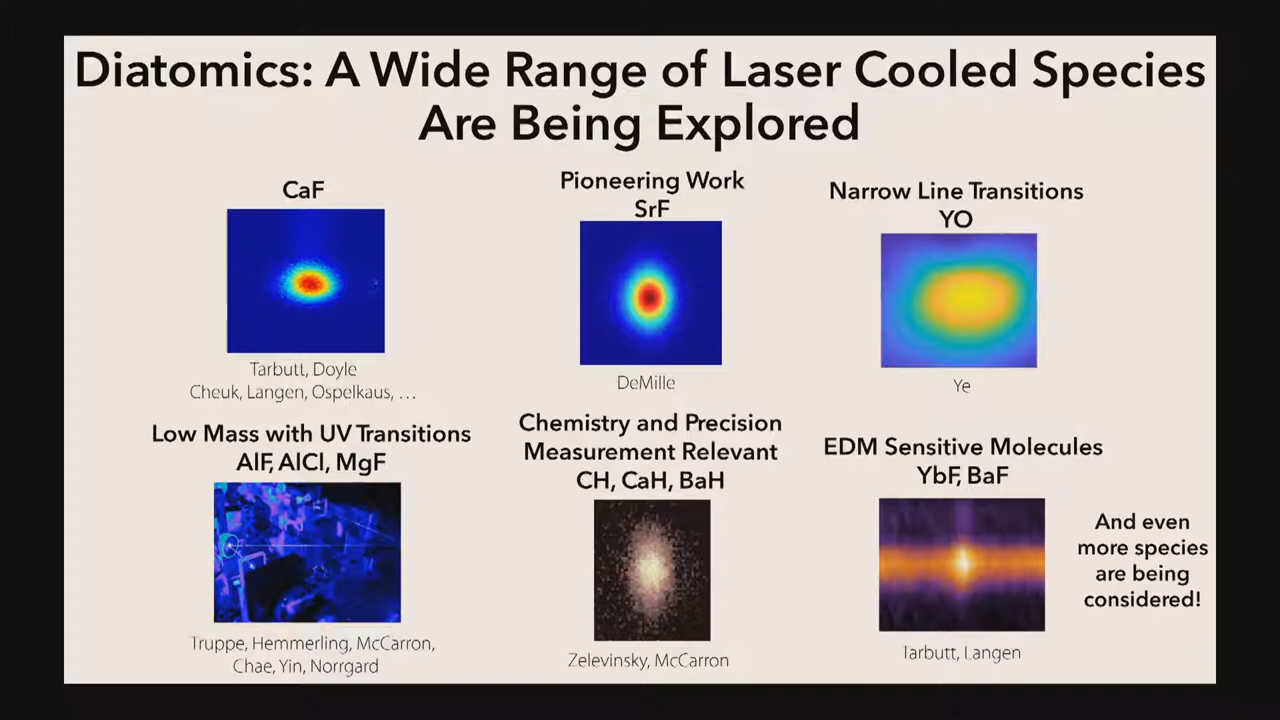 Diatomics: A Wide Range of Laser Cooled Species
Are Being Explored
CaF
Tarbutt, Doyle
Cheuk, Langen, Ospelkaus, …
Pioneering Work
SrF
DeMille
Narrow Line Transitions
YO
Ye
Low Mass with UV Transitions
AlF, AlCl, MgF
Truppe, Hemmerling, McCarron,
Chae, Yin, Norrgard
Chemistry and Precision
Measurement Relevant
CH, CaH, BaH
Zelevinsky, McCarron
EDM Sensitive Molecules
YbF, BaF
Tarbutt, Langen
And even
more species
are being
considered!